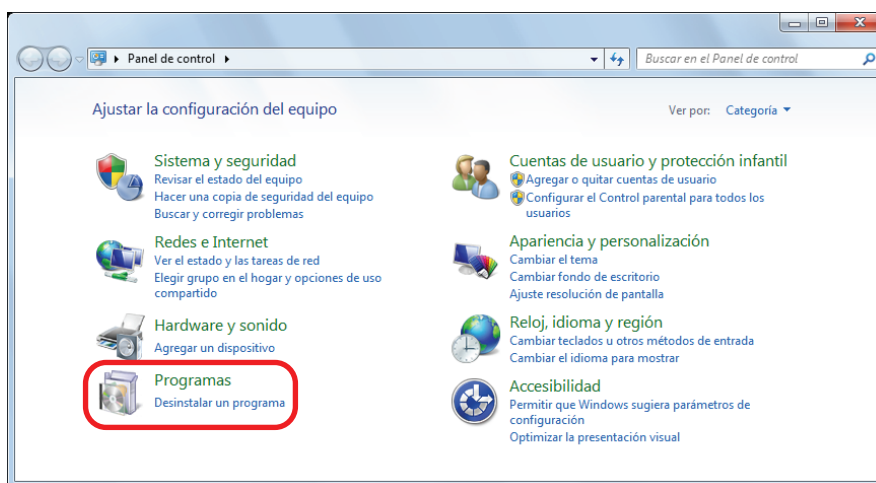 Panel de control
Buscar en el Panel de control
Ajustar la configuración del equipo
Ver por: Categoría
Sistema y seguridad
Revisar el estado del equipo
Hacer una copia de seguridad del equipo
Buscar y corregir problemas
Redes e Internet
Ver el estado y las tareas de red
Elegir grupo en el hogar y opciones de uso
compartido
Hardware y sonido
Agregar un dispositivo
Programas
Desinstalar un programa
Cuentas de usuario y protección infantil
Agregar o quitar cuentas de usuario
Configurar el Control parental para todos los
usuarios
Apariencia y personalización
Cambiar el tema
Cambiar fondo de escritorio
Ajuste resolución de pantalla
Reloj, idioma y región
Cambiar teclados u otros métodos de entrada
Cambiar el idioma para mostrar
Accesibilidad
Permitir que Windows sugiera parámetros de
configuración
Optimizar la presentación visual